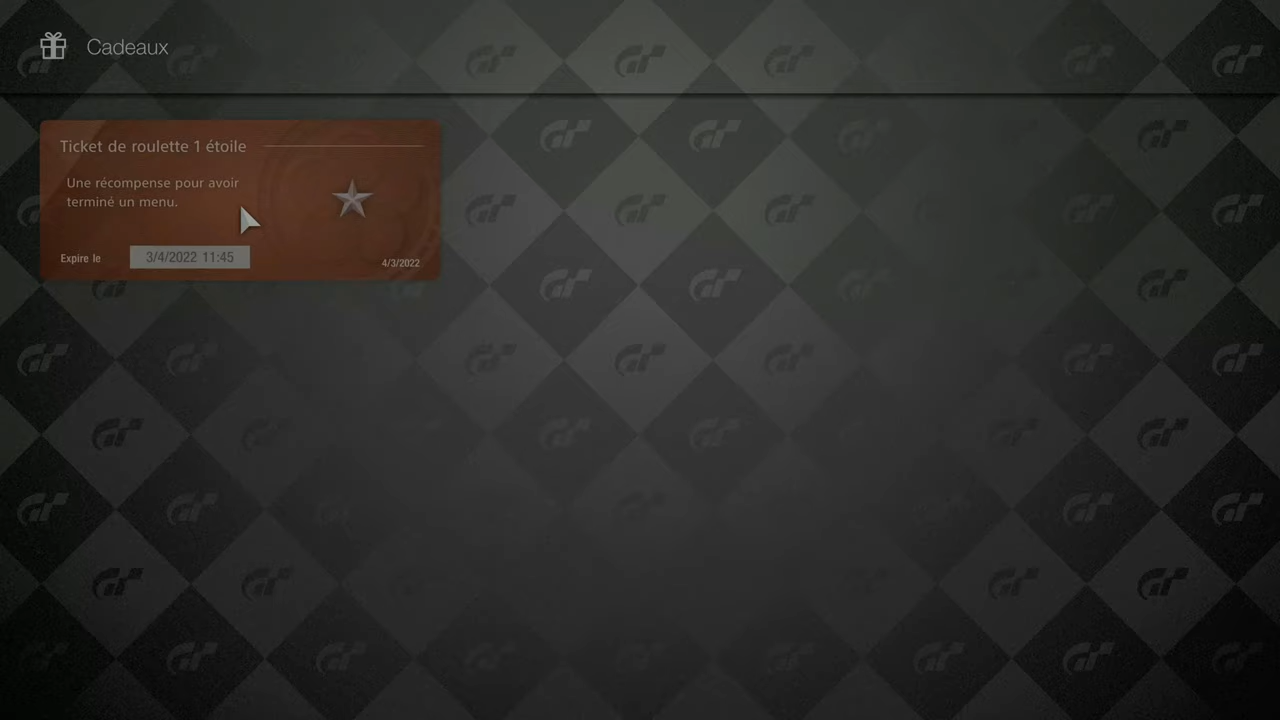 Cadeaux
Ticket de roulette 1 étoile
Une récompense pour avoir
terminé un menu.
Expire le 3/4/2022 11:45
4/3/2022